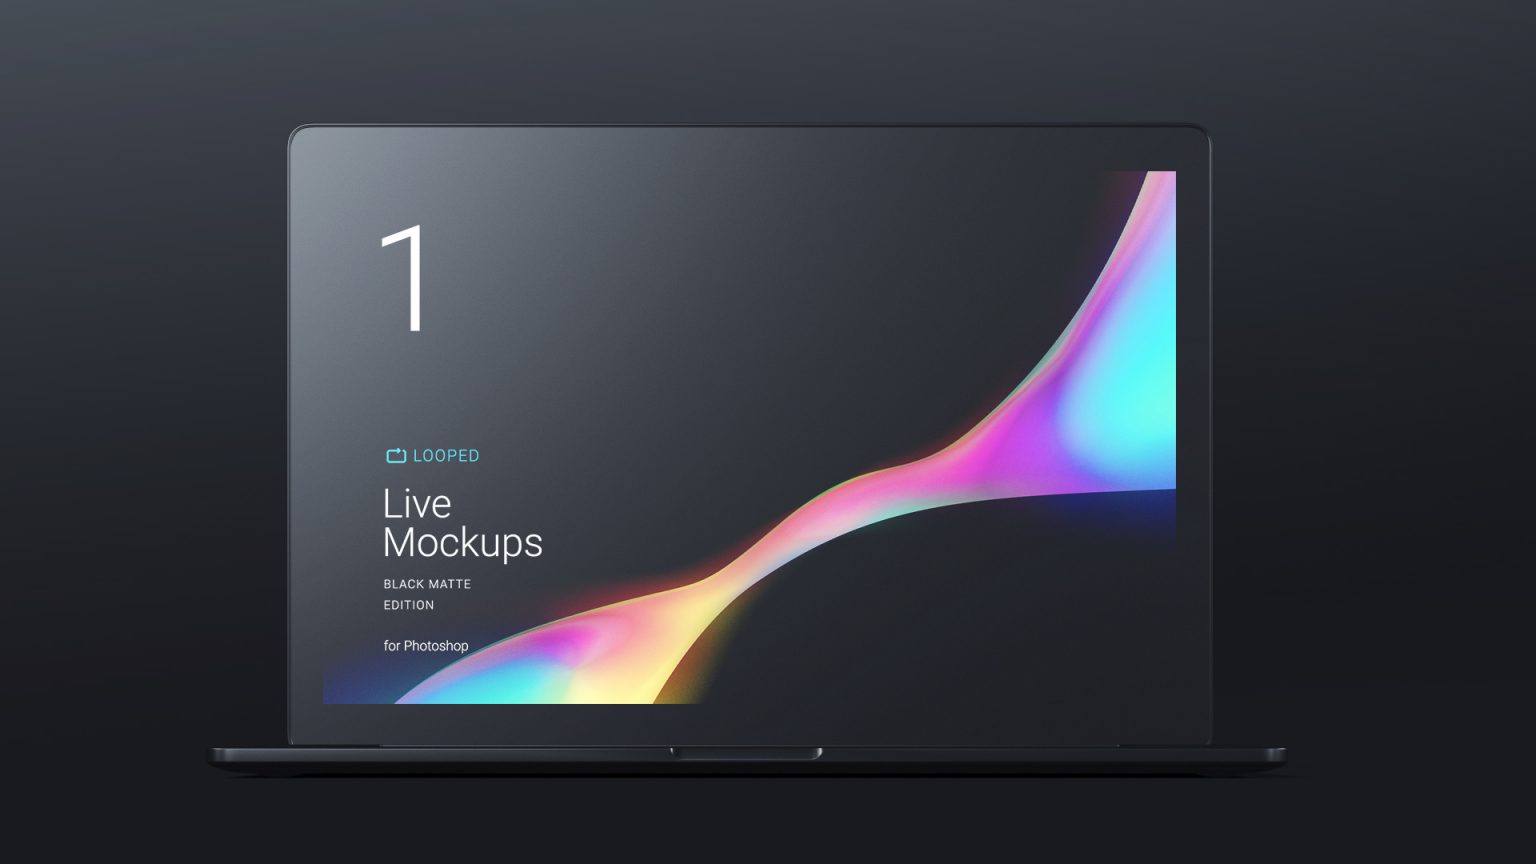 1
LOOPED
Live
Mockups
BLACK MATTE
EDITION
for Photoshop